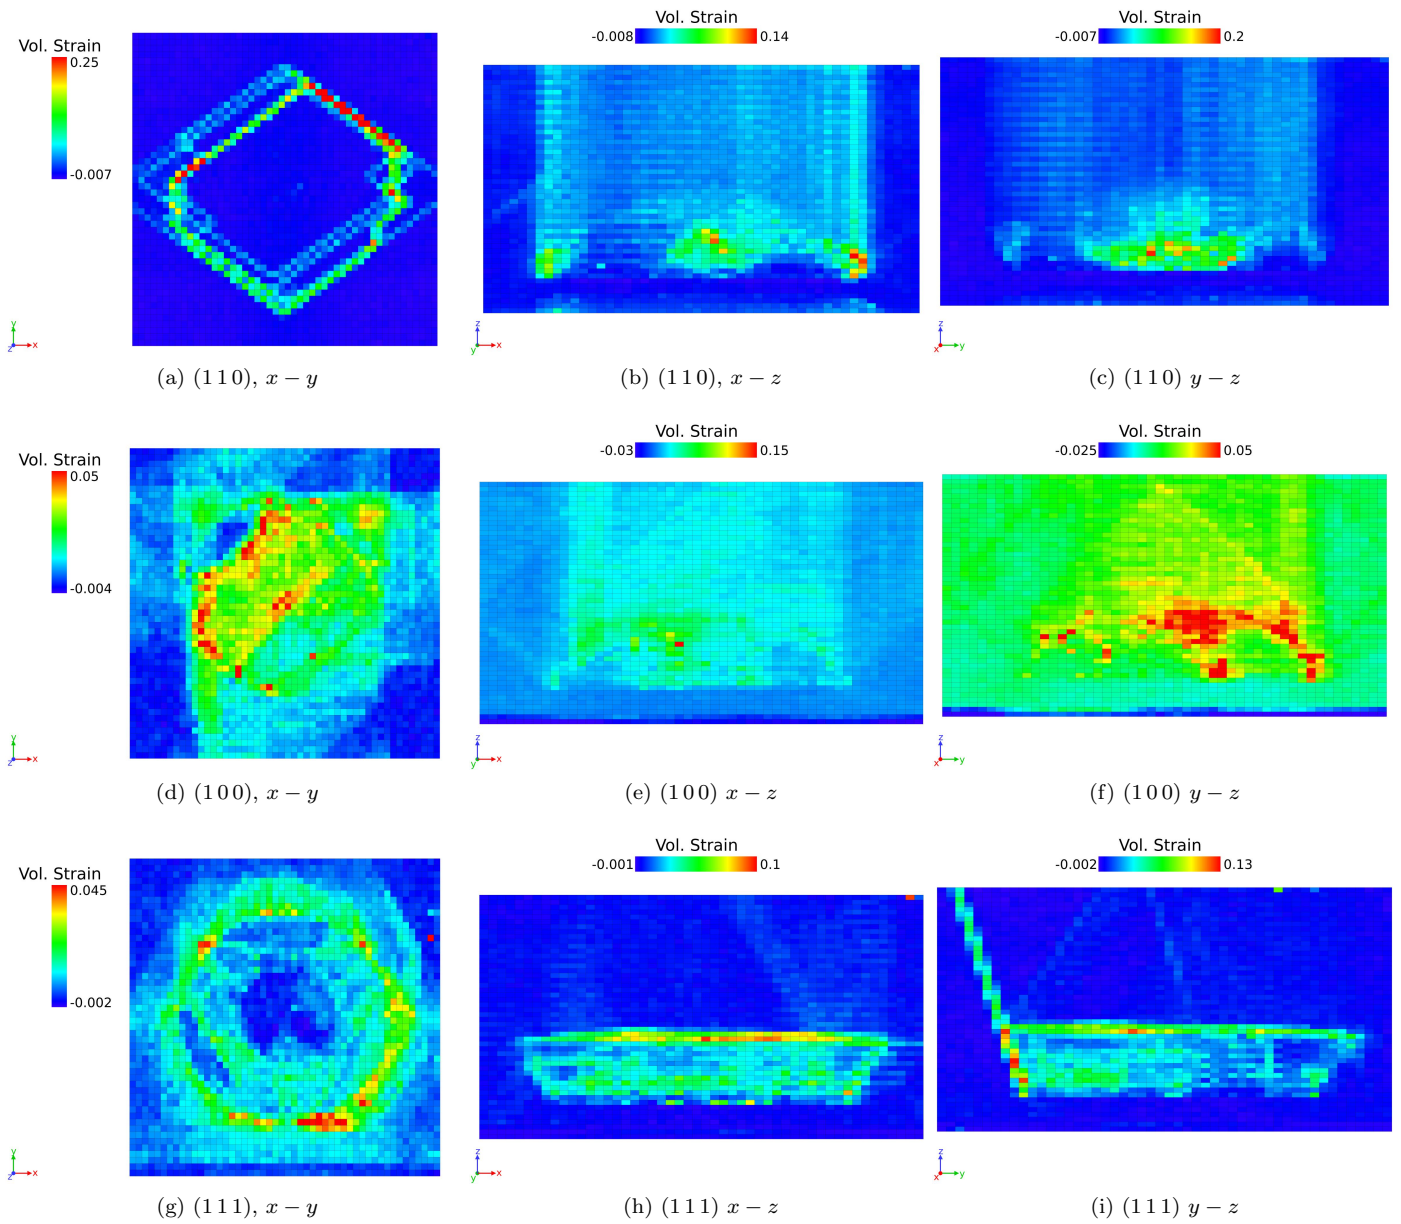 Vol. Strain
0.25
-0.007
y
z x
(a) (1 1 0), x − y
Vol. Strain
-0.008 0.14
z
y x
(b) (1 1 0), x − z
Vol. Strain
-0.007 0.2
z
x y
(c) (1 1 0) y − z
Vol. Strain
0.05
-0.004
y
z x
(d) (1 0 0), x − y
Vol. Strain
-0.03 0.15
z
y x
(e) (1 0 0) x − z
Vol. Strain
-0.025 0.05
z
x y
(f) (1 0 0) y − z
Vol. Strain
0.045
-0.002
y
z x
(g) (1 1 1), x − y
Vol. Strain
-0.001 0.1
z
y x
(h) (1 1 1) x − z
Vol. Strain
-0.002 0.13
z
x y
(i) (1 1 1) y − z